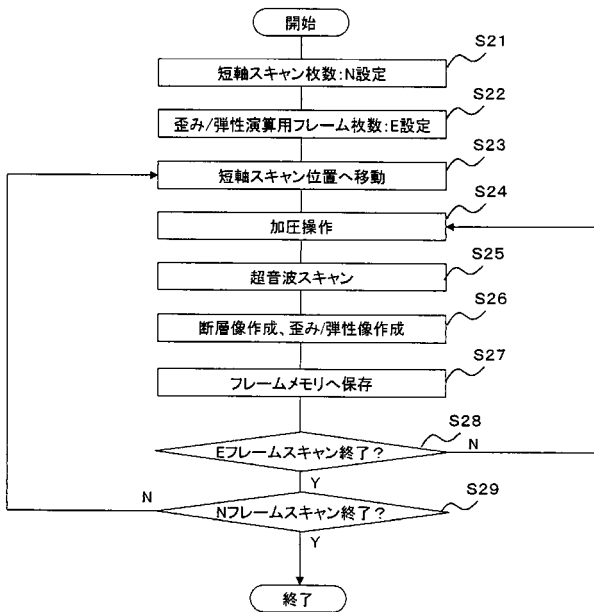 開始
S21
短軸スキャン枚数:N設定
S22
歪み/弾性演算用フレーム枚数:E設定
S23
短軸スキャン位置へ移動
S24
加圧操作
S25
超音波スキャン
S26
断層像作成、歪み/弾性像作成
S27
フレームメモリへ保存
S28
Eフレームスキャン終了?
N
Y
S29
N
Nフレームスキャン終了?
Y
終了